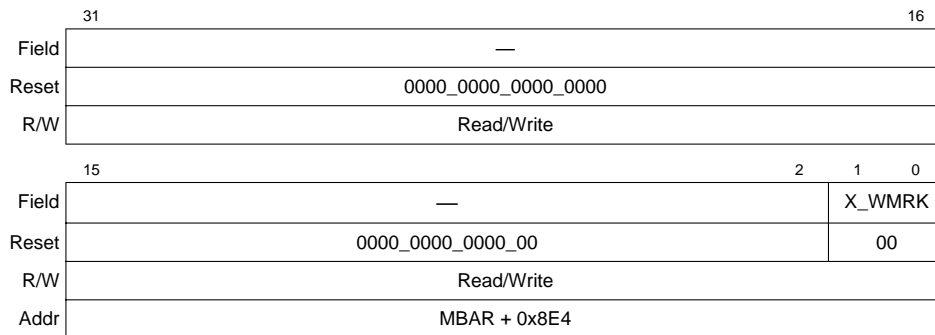 31 16
Field —
Reset 0000_0000_0000_0000
R/W Read/Write
15 2 1 0
Field — X_WMRK
Reset 0000_0000_0000_00 00
R/W Read/Write
Addr MBAR + 0x8E4